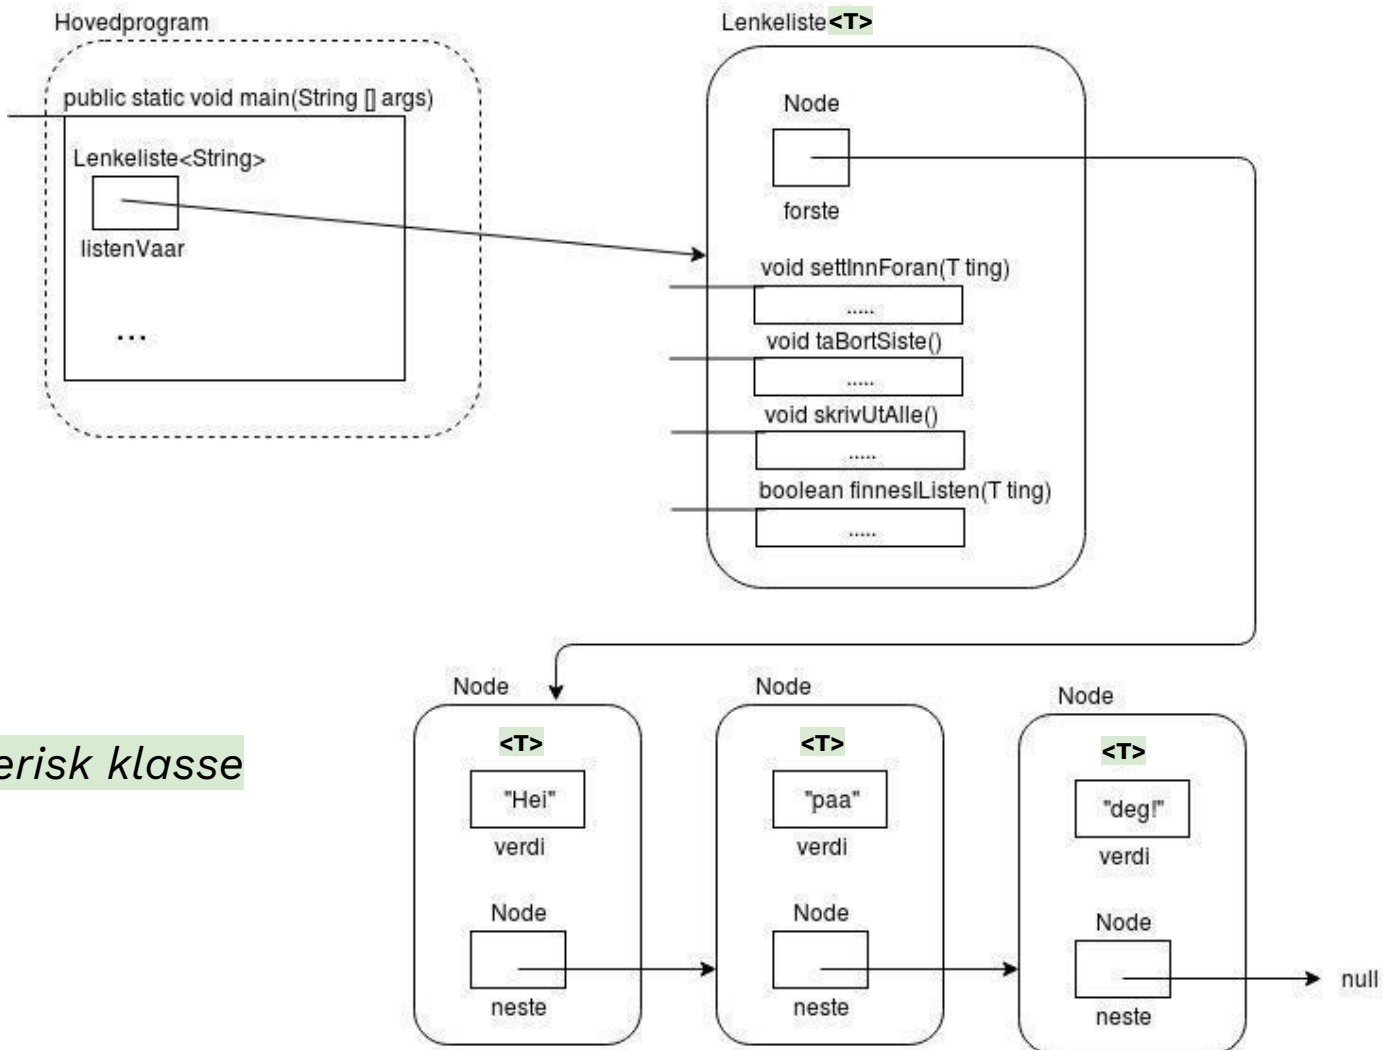 Hovedprogram
public static void main(String [] args)
Lenkeliste<String>
listenVaar
...
Lenkeliste<T>
Node
forste
void settInnForan(T ting)
.....
void taBortSiste()
.....
void skrivUtAlle()
.....
boolean finnesIListen(T ting)
.....
erisk klasse
Node
<T>
"Hei"
verdi
Node
neste
Node
<T>
"paa"
verdi
Node
neste
Node
<T>
"deg!"
verdi
Node
neste
null